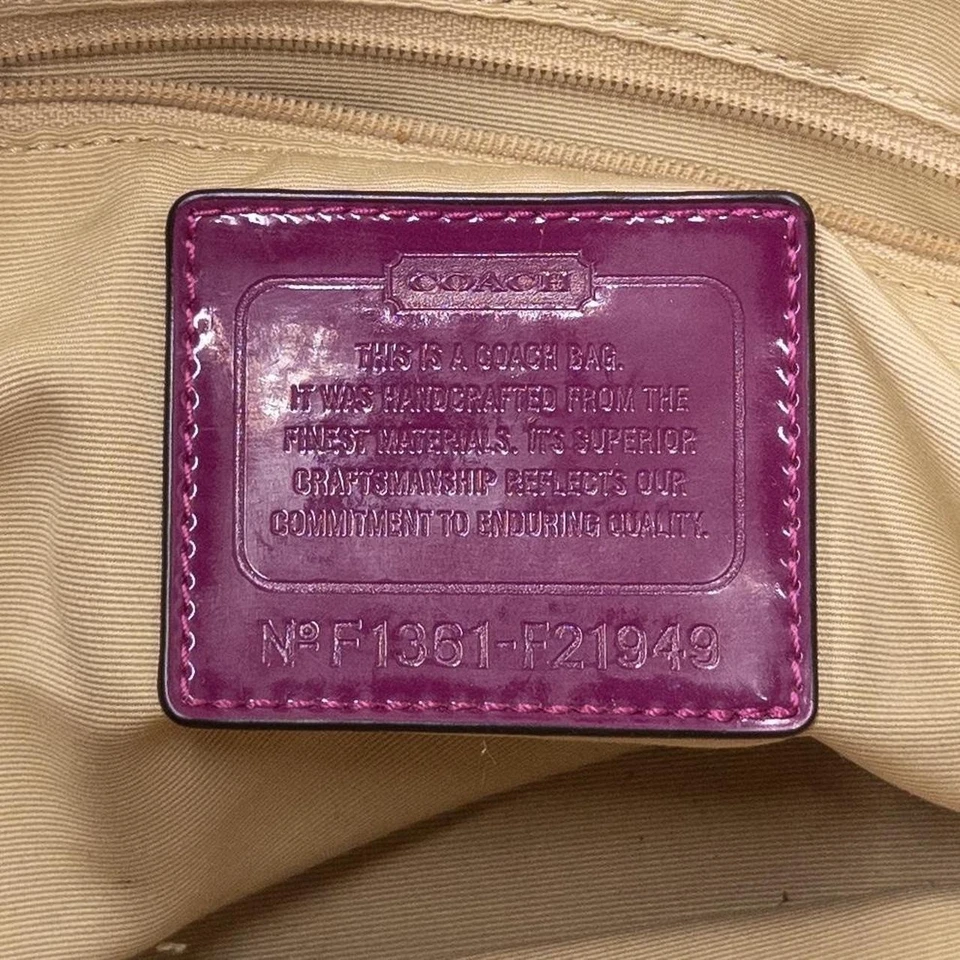 COACH
THIS IS A COACH BAG.
IT WAS HANDCRAFTED FROM THE
FINEST MATERIALS. ITS SUPERIOR
CRAFTSMANSHIP REFLECTS OUR
COMMITMENT TO ENDURING QUALITY.
Nº F1361-F21949